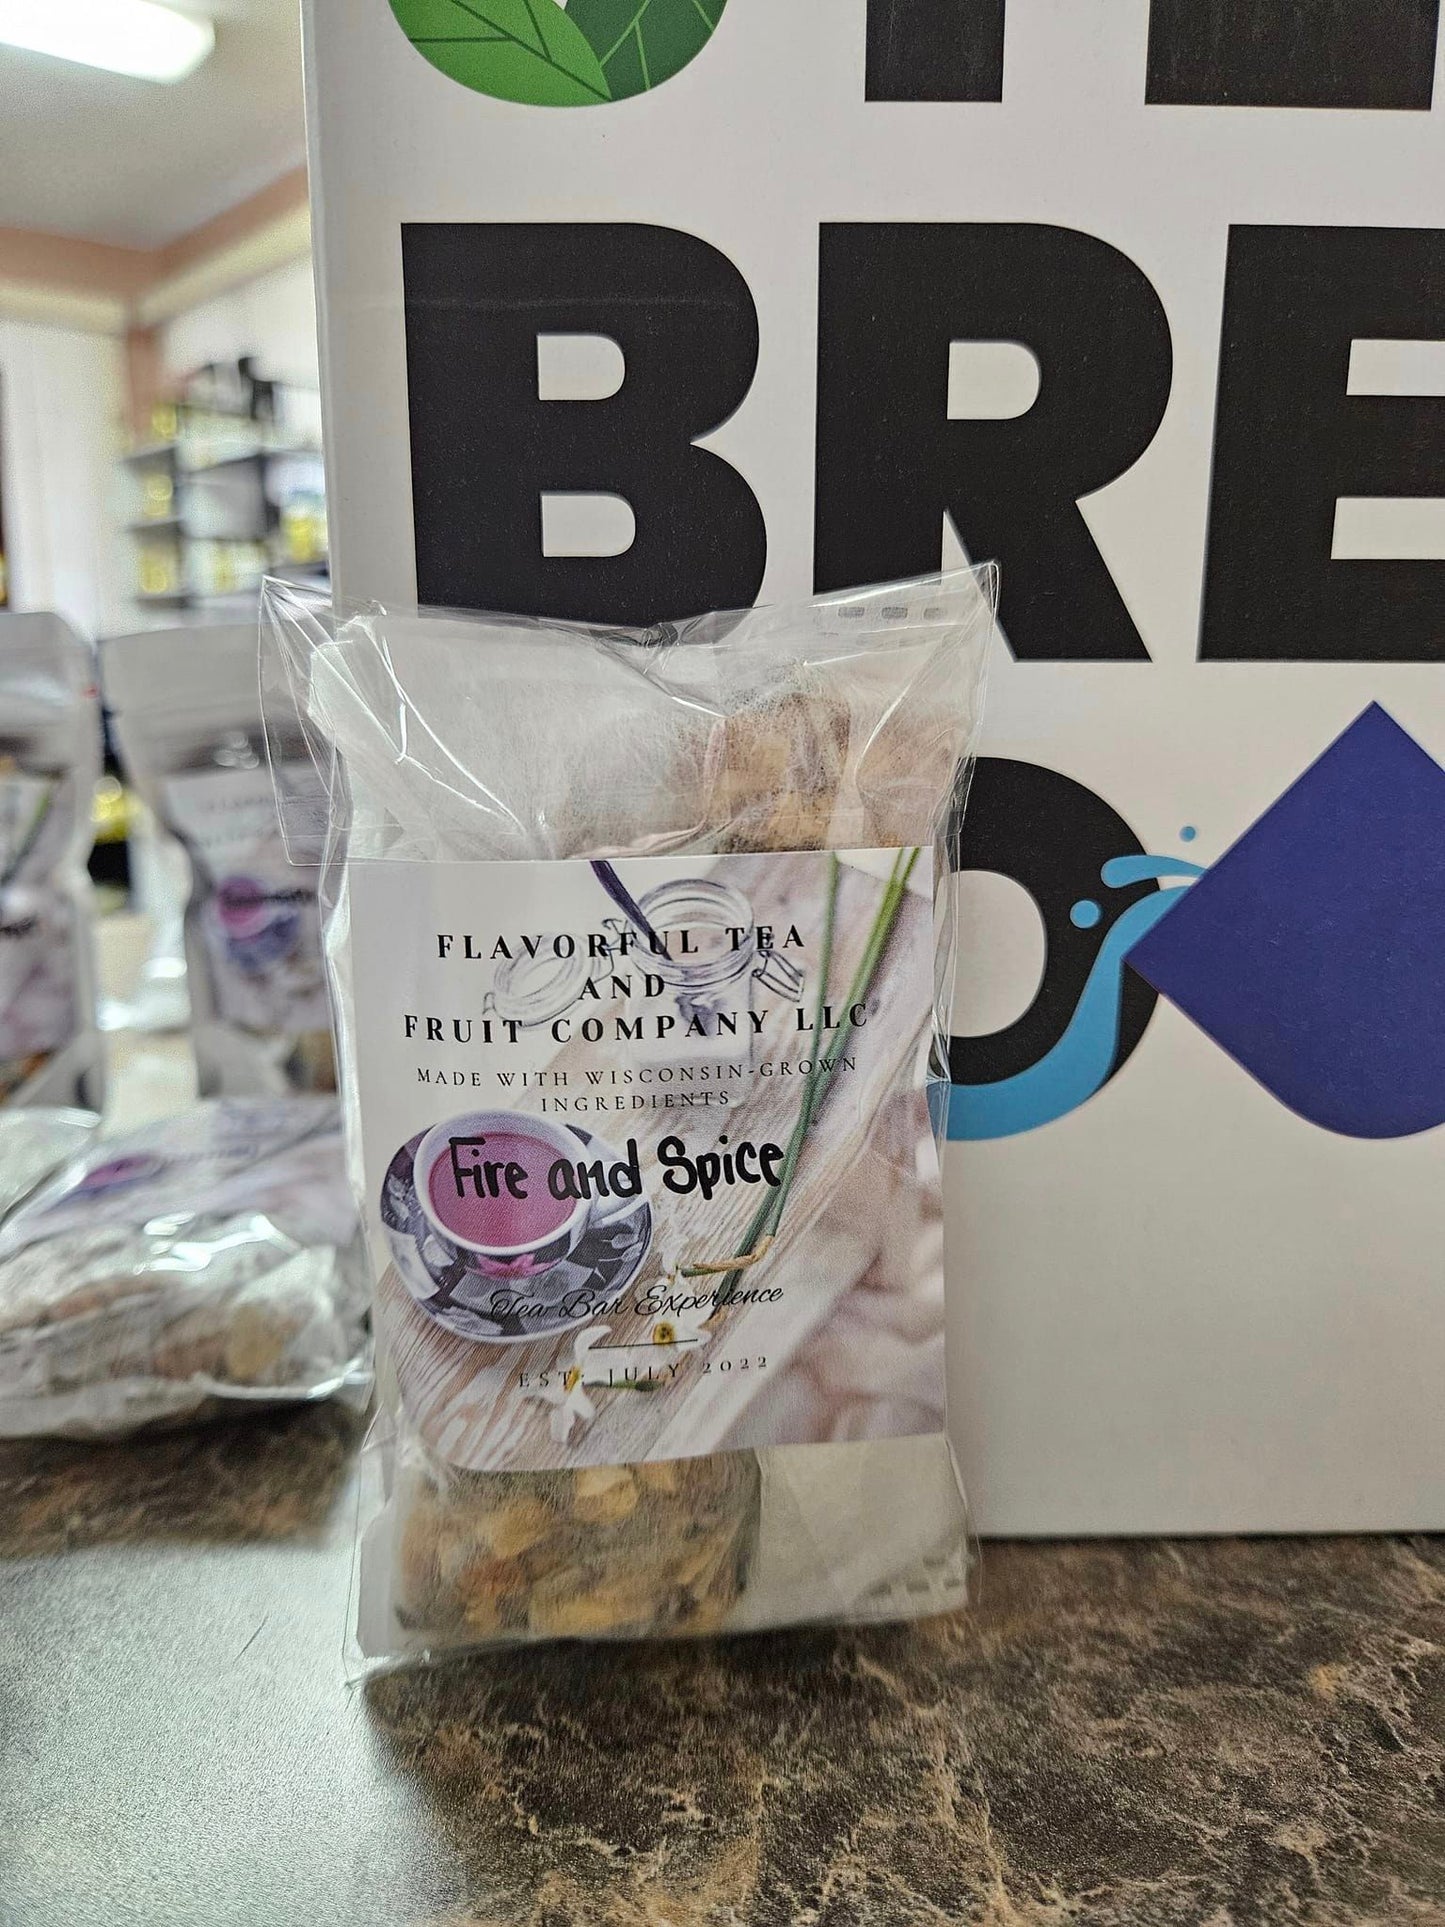 BRE
FLAVORFUL TEA
AND
FRUIT COMPANY LLC
MADE WITH WISCONSIN-GROWN
INGREDIENTS
Fire and Spice
Tea Bar Experience
EST: JULY 2022